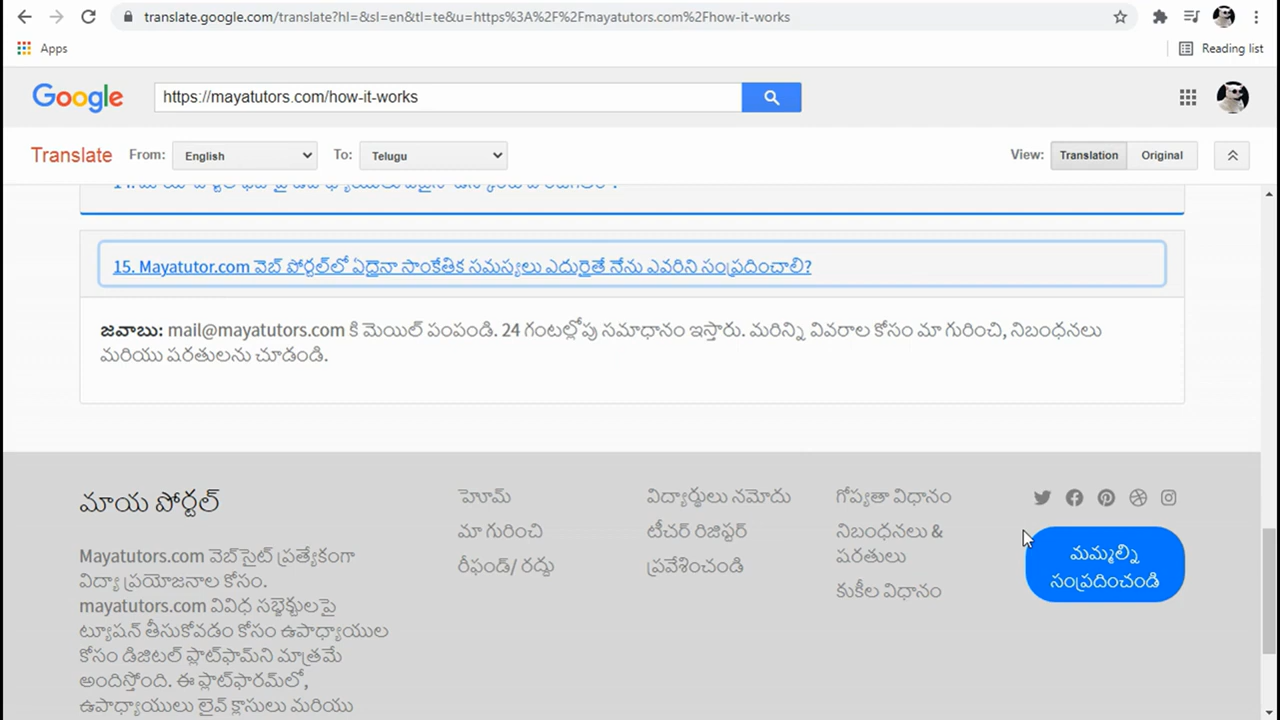 translate.google.com/translate?hl=&sl=en&tl=te&u=https%3A%2F%2Fmayatutors.com%2Fhow-it-works
Apps
Reading list
Google
https://mayatutors.com/how-it-works
Translate From: English To: Telugu View: Translation Original
15. Mayatutor.com వెబ్ పోర్టల్‌లో ఏదైనా సాంకేతిక సమస్యలు ఎదురైతే నేను ఎవరిని సంప్రదించాలి?
జవాబు: mail@mayatutors.com కి మెయిల్ పంపండి. 24 గంటల్లోపు సమాధానం ఇస్తారు. మరిన్ని వివరాల కోసం మా గురించి, నిబంధనలు
మరియు షరతులను చూడండి.
మాయ పోర్టల్
Mayatutors.com వెబ్‌సైట్ ప్రత్యేకంగా
విద్యా ప్రయోజనాల కోసం.
mayatutors.com వివిధ సబ్జెక్టులపై
ట్యూషన్ తీసుకోవడం కోసం ఉపాధ్యాయుల
కోసం డిజిటల్ ప్లాట్‌ఫామ్‌ని మాత్రమే
అందిస్తోంది. ఈ ప్లాట్‌ఫారమ్‌లో,
ఉపాధ్యాయులు లైవ్ క్లాసులు మరియు
హోమ్
మా గురించి
రీఫండ్/ రద్దు
విద్యార్థులు నమోదు
టీచర్ రిజిస్టర్
ప్రవేశించండి
గోప్యతా విధానం
నిబంధనలు &
షరతులు
కుకీల విధానం
మమ్మల్ని
సంప్రదించండి